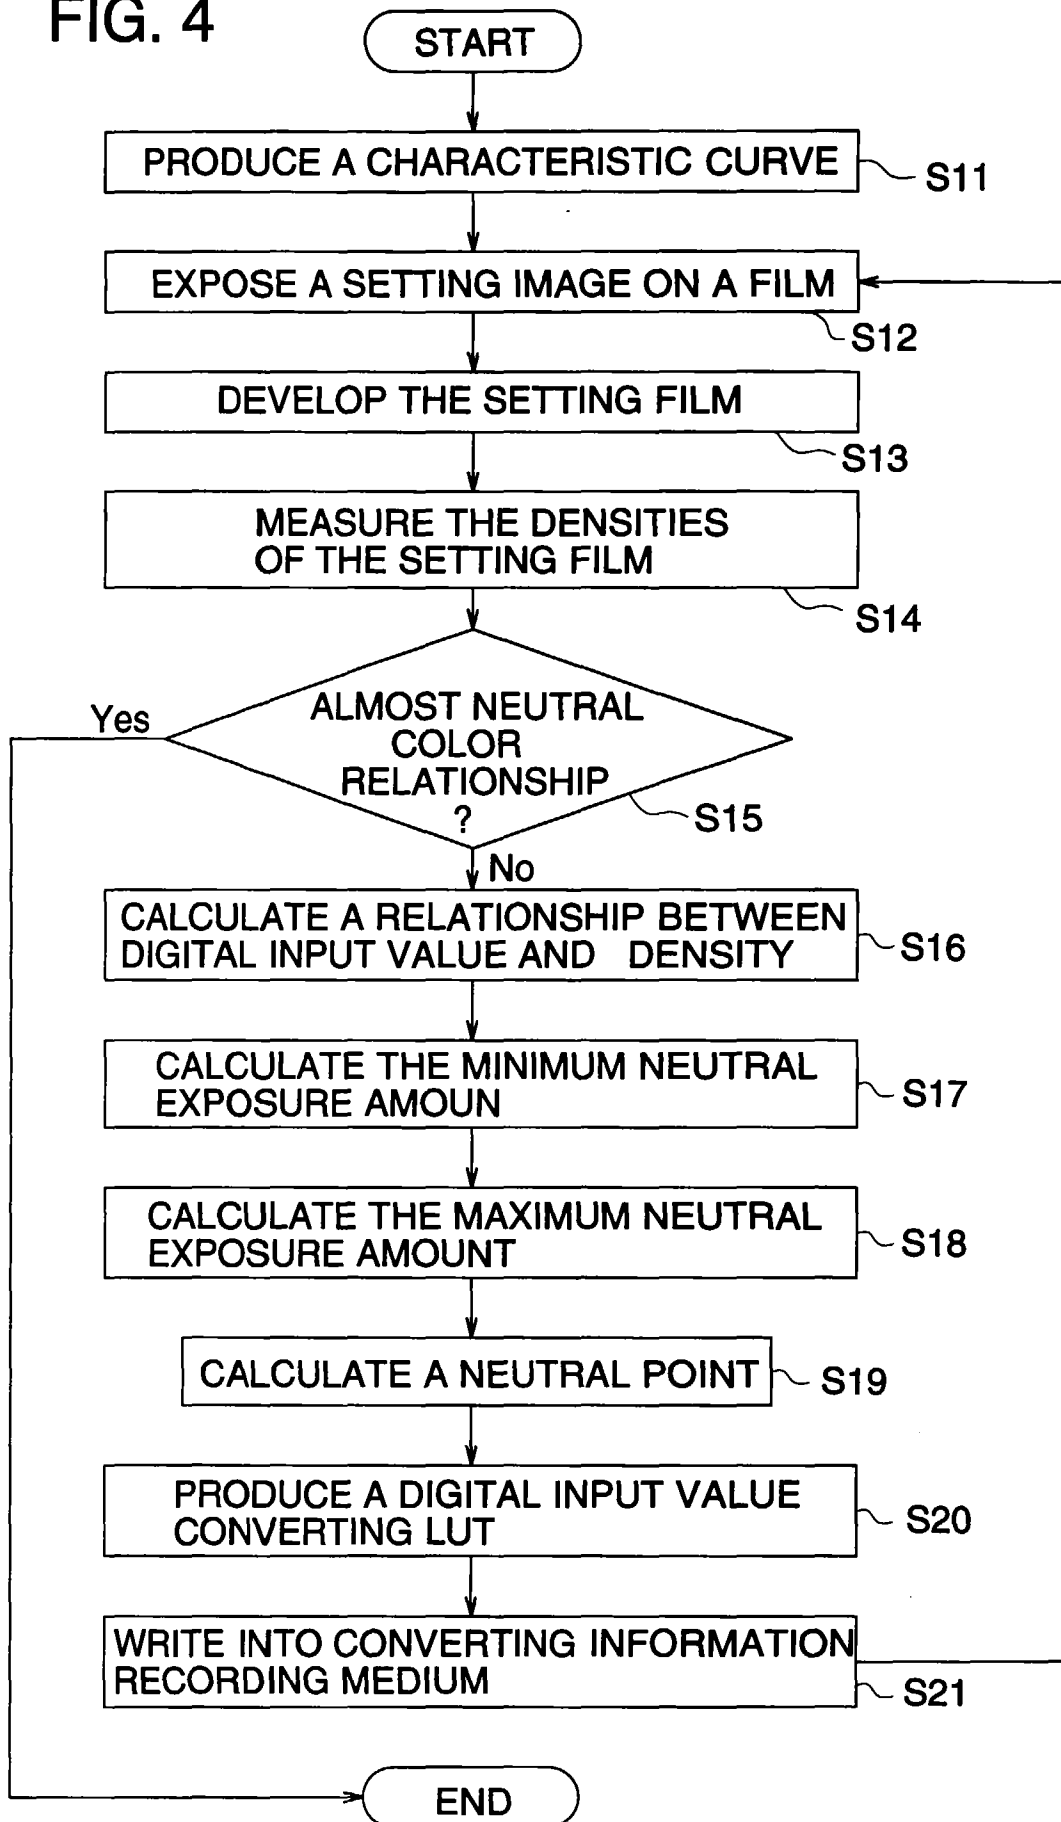 FIG. 4
START
PRODUCE A CHARACTERISTIC CURVE
S11
EXPOSE A SETTING IMAGE ON A FILM
S12
DEVELOP THE SETTING FILM
S13
MEASURE THE DENSITIES
OF THE SETTING FILM
S14
Yes
ALMOST NEUTRAL
COLOR
RELATIONSHIP
?
S15
No
CALCULATE A RELATIONSHIP BETWEEN
DIGITAL INPUT VALUE AND DENSITY
S16
CALCULATE THE MINIMUM NEUTRAL
EXPOSURE AMOUN
S17
CALCULATE THE MAXIMUM NEUTRAL
EXPOSURE AMOUNT
S18
CALCULATE A NEUTRAL POINT
S19
PRODUCE A DIGITAL INPUT VALUE
CONVERTING LUT
S20
WRITE INTO CONVERTING INFORMATION
RECORDING MEDIUM
S21
END